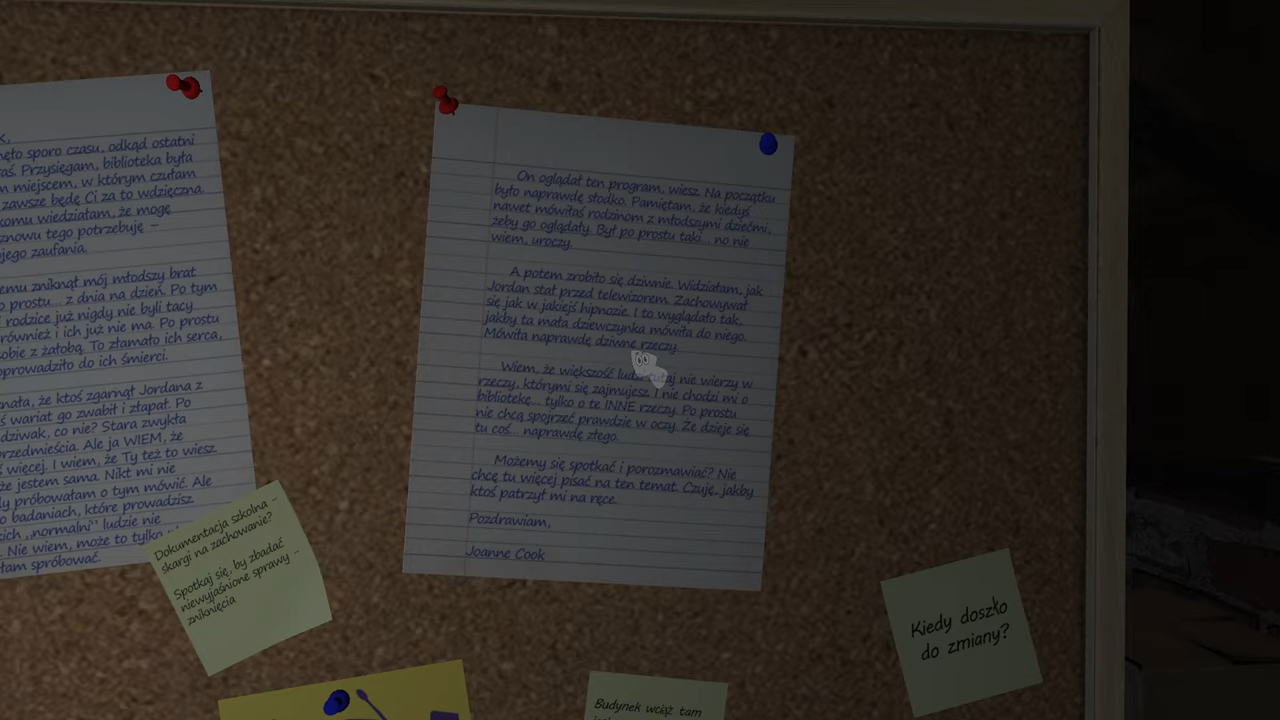 K,
nęło sporo czasu, odkąd ostatni
aś. Przysięgam, biblioteka była
m miejscem, w którym czułam
zawsze będę Ci za to wdzięczna.
komu wiedziałam, że mogę
znowu tego potrzebuję –
jego zaufania.
emu zniknął mój młodszy brat
o prostu... z dnia na dzień. Po tym
i rodzice już nigdy nie byli tacy
również i ich już nie ma. Po prostu
sobie z żałobą. To złamało ich serca,
oprowadziło do ich śmierci.
nała, że ktoś zgarnął Jordana z
ś wariat go zwabił i złapał. Po
dziwak, co nie? Stara zwykła
przedmieścia. Ale ja WIEM, że
ś więcej. I wiem, że Ty też to wiesz
że jestem sama. Nikt mi nie
dy próbowałam o tym mówić. Ale
o badaniach, które prowadzisz
kich „normalni" ludzie nie
. Nie wiem, może to tylko
łam spróbować.
On oglądał ten program, wiesz. Na początku
było naprawdę słodko. Pamiętam, że kiedyś
nawet mówiłaś rodzinom z młodszymi dziećmi,
żeby go oglądały. Był po prostu taki... no nie
wiem, uroczy.
A potem zrobiło się dziwnie. Widziałam, jak
Jordan stał przed telewizorem. Zachowywał
się jak w jakiejś hipnozie. I to wyglądało tak,
jakby ta mała dziewczynka mówiła do niego.
Mówiła naprawdę dziwne rzeczy.
Wiem, że większość ludzi tutaj nie wierzy w
rzeczy, którymi się zajmujesz. I nie chodzi mi o
bibliotekę... tylko o te INNE rzeczy. Po prostu
nie chcą spojrzeć prawdzie w oczy. Że dzieje się
tu coś... naprawdę złego.
Możemy się spotkać i porozmawiać? Nie
chcę tu więcej pisać na ten temat. Czuję, jakby
ktoś patrzył mi na ręce.
Pozdrawiam,
Joanne Cook
Dokumentacja szkolna –
skargi na zachowanie?
Spotkaj się, by zbadać
niewyjaśnione sprawy –
zniknięcia
Budynek wciąż tam
Kiedy doszło
do zmiany?